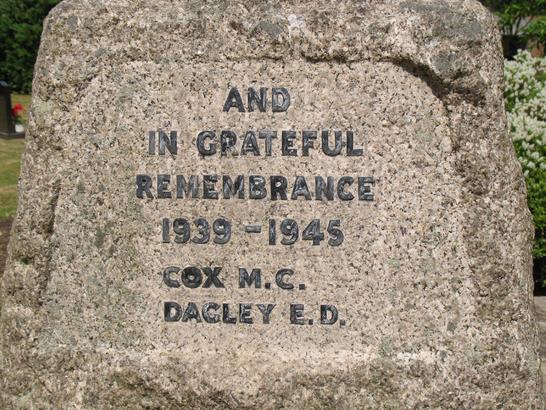 AND
IN GRATEFUL
REMEMBRANCE
1939-1945
COX M.C.
DAGLEY E.D.